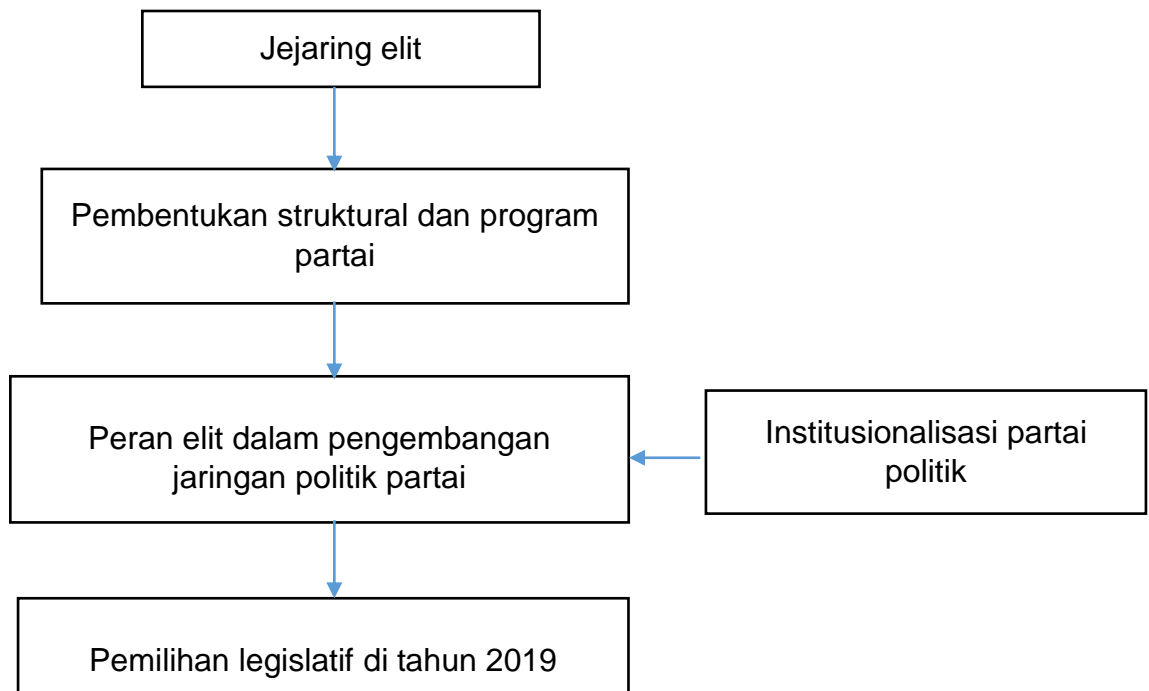 Jejaring elit
Pembentukan struktural dan program
partai
Peran elit dalam pengembangan
jaringan politik partai
Institusionalisasi partai
politik
Pemilihan legislatif di tahun 2019